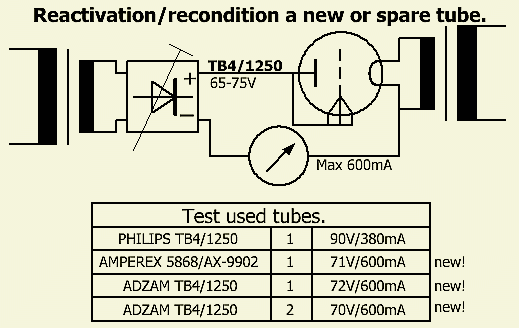 Reactivation/recondition a new or spare tube.
TB4/1250
65-75V
+
−
Max 600mA
Test used tubes.
PHILIPS TB4/1250 1 90V/380mA
AMPEREX 5868/AX-9902 1 71V/600mA new!
ADZAM TB4/1250 1 72V/600mA new!
ADZAM TB4/1250 2 70V/600mA new!